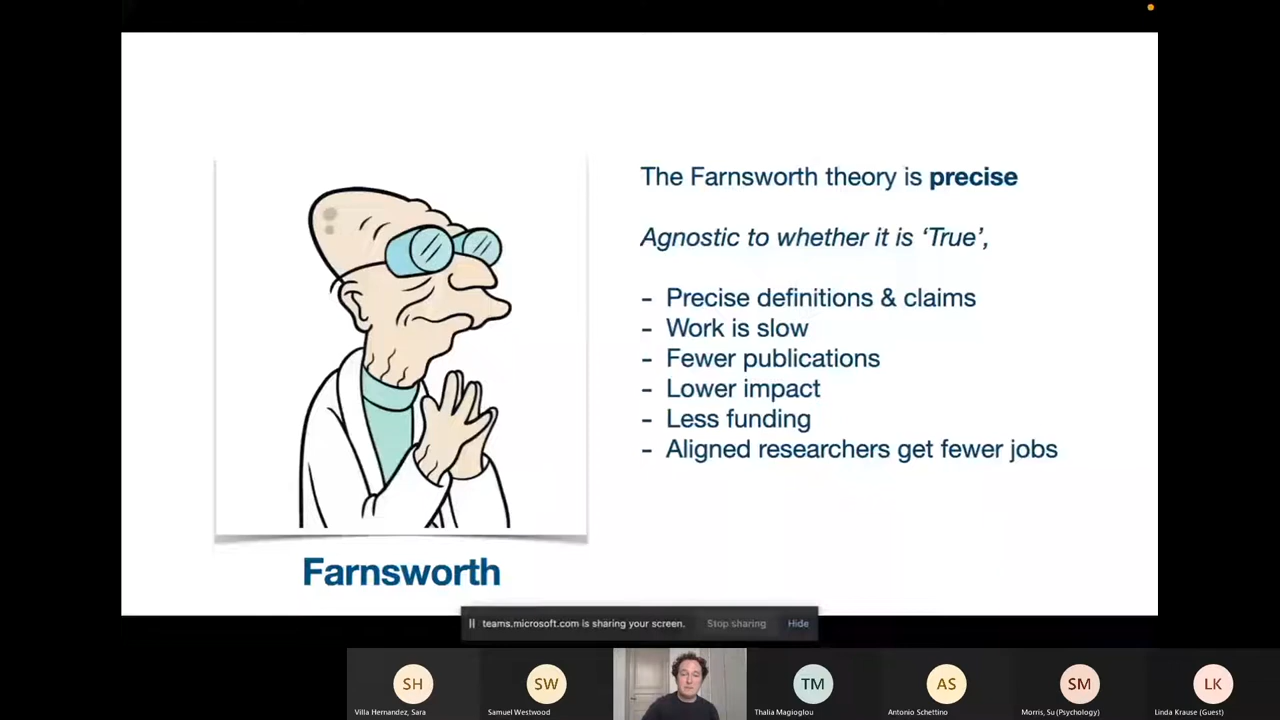 The Farnsworth theory is precise
Agnostic to whether it is ‘True’,
- Precise definitions & claims
- Work is slow
- Fewer publications
- Lower impact
- Less funding
- Aligned researchers get fewer jobs
Farnsworth
teams.microsoft.com is sharing your screen.
Stop sharing
Hide
SH
SW
TM
AS
SM
LK
Villa Hernandez, Sara
Samuel Westwood
Thalia Magioglou
Antonio Schettino
Morris, Su (Psychology)
Linda Krause (Guest)